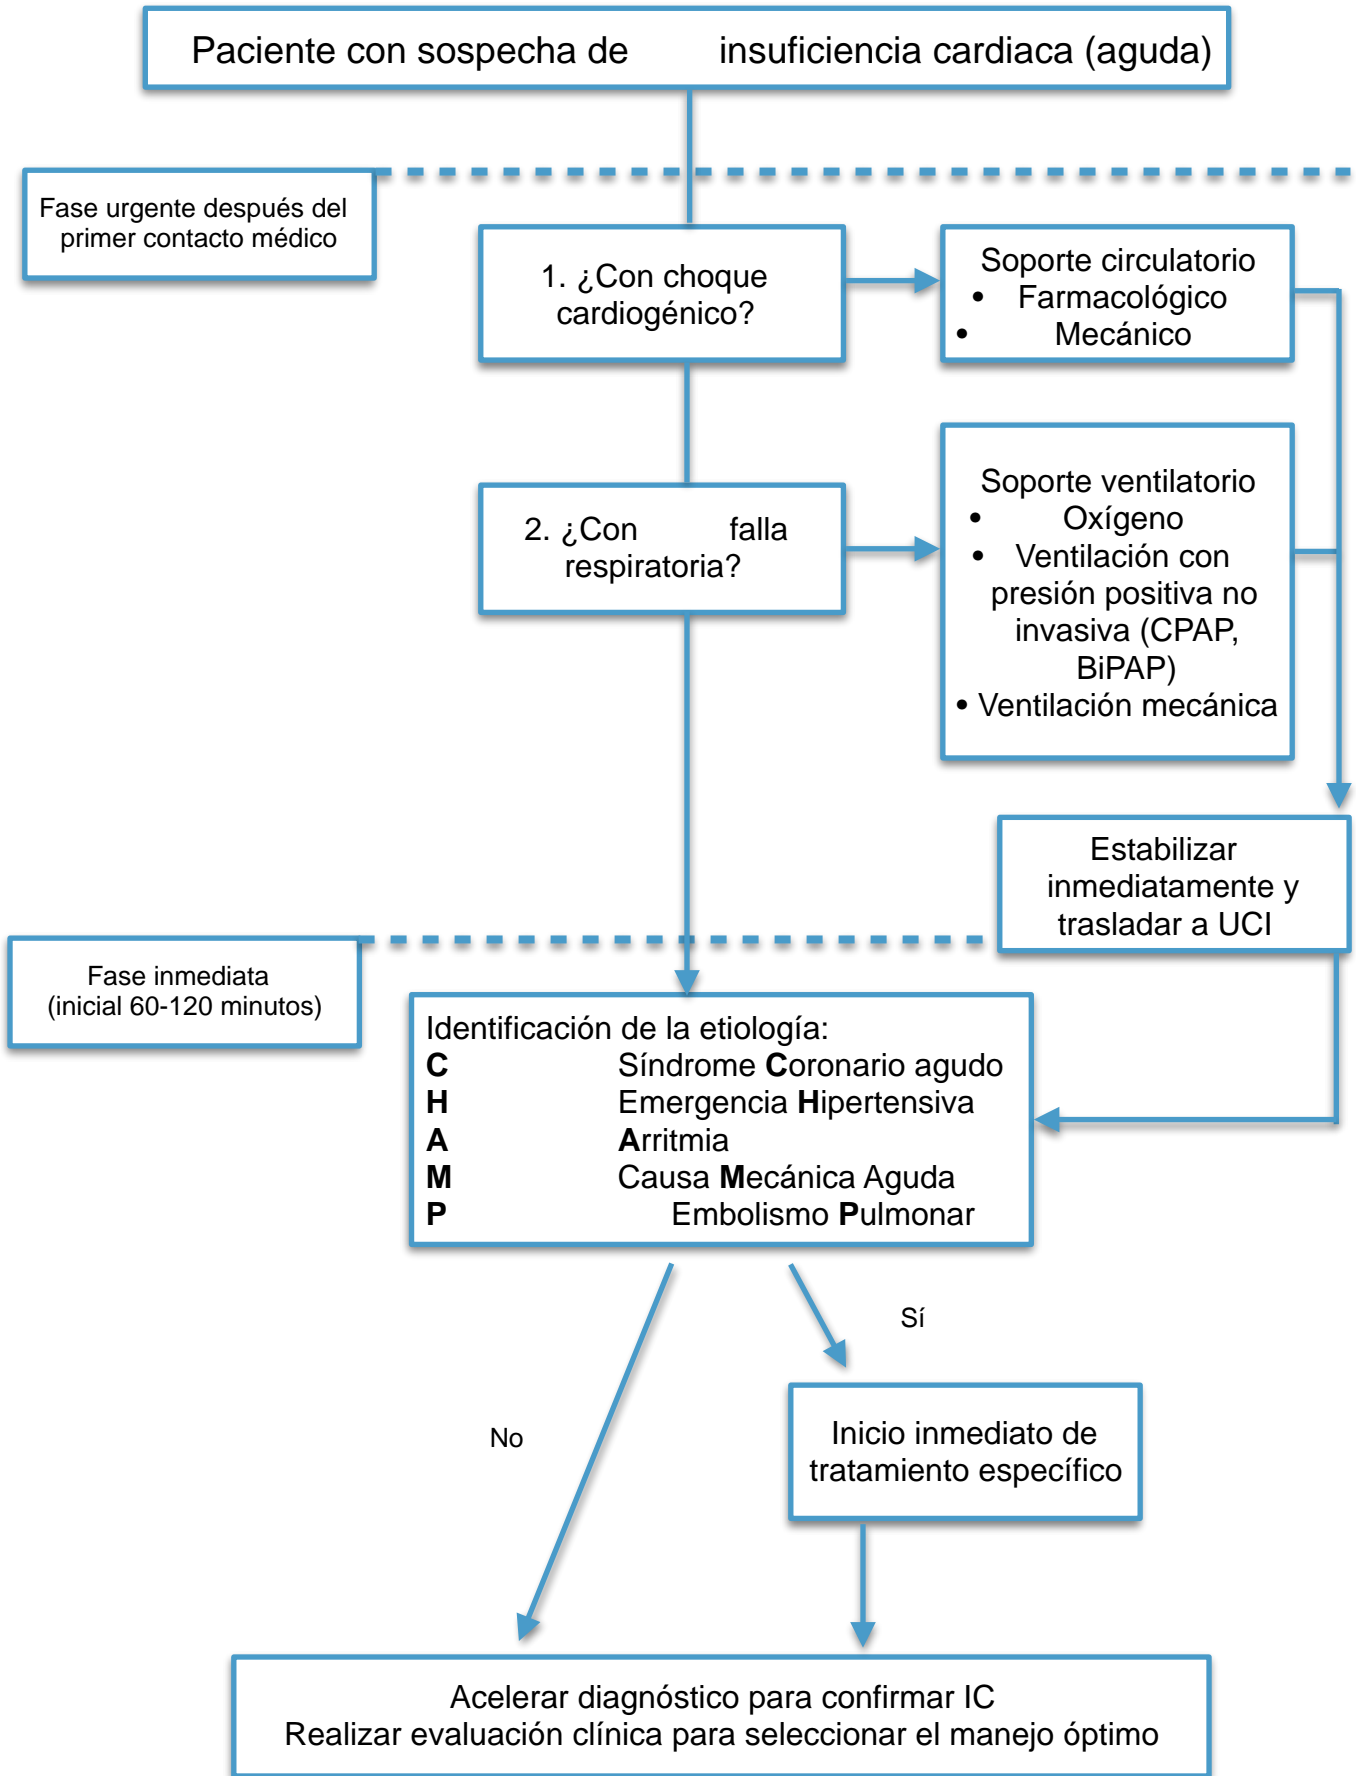 Paciente con sospecha de insuficiencia cardiaca (aguda)
Fase urgente después del
primer contacto médico
1. ¿Con choque
cardiogénico?
Soporte circulatorio
• Farmacológico
• Mecánico
2. ¿Con falla
respiratoria?
Soporte ventilatorio
• Oxígeno
• Ventilación con
presión positiva no
invasiva (CPAP,
BiPAP)
• Ventilación mecánica
Estabilizar
inmediatamente y
trasladar a UCI
Fase inmediata
(inicial 60-120 minutos)
Identificación de la etiología:
C Síndrome Coronario agudo
H Emergencia Hipertensiva
A Arritmia
M Causa Mecánica Aguda
P Embolismo Pulmonar
Sí
No
Inicio inmediato de
tratamiento específico
Acelerar diagnóstico para confirmar IC
Realizar evaluación clínica para seleccionar el manejo óptimo